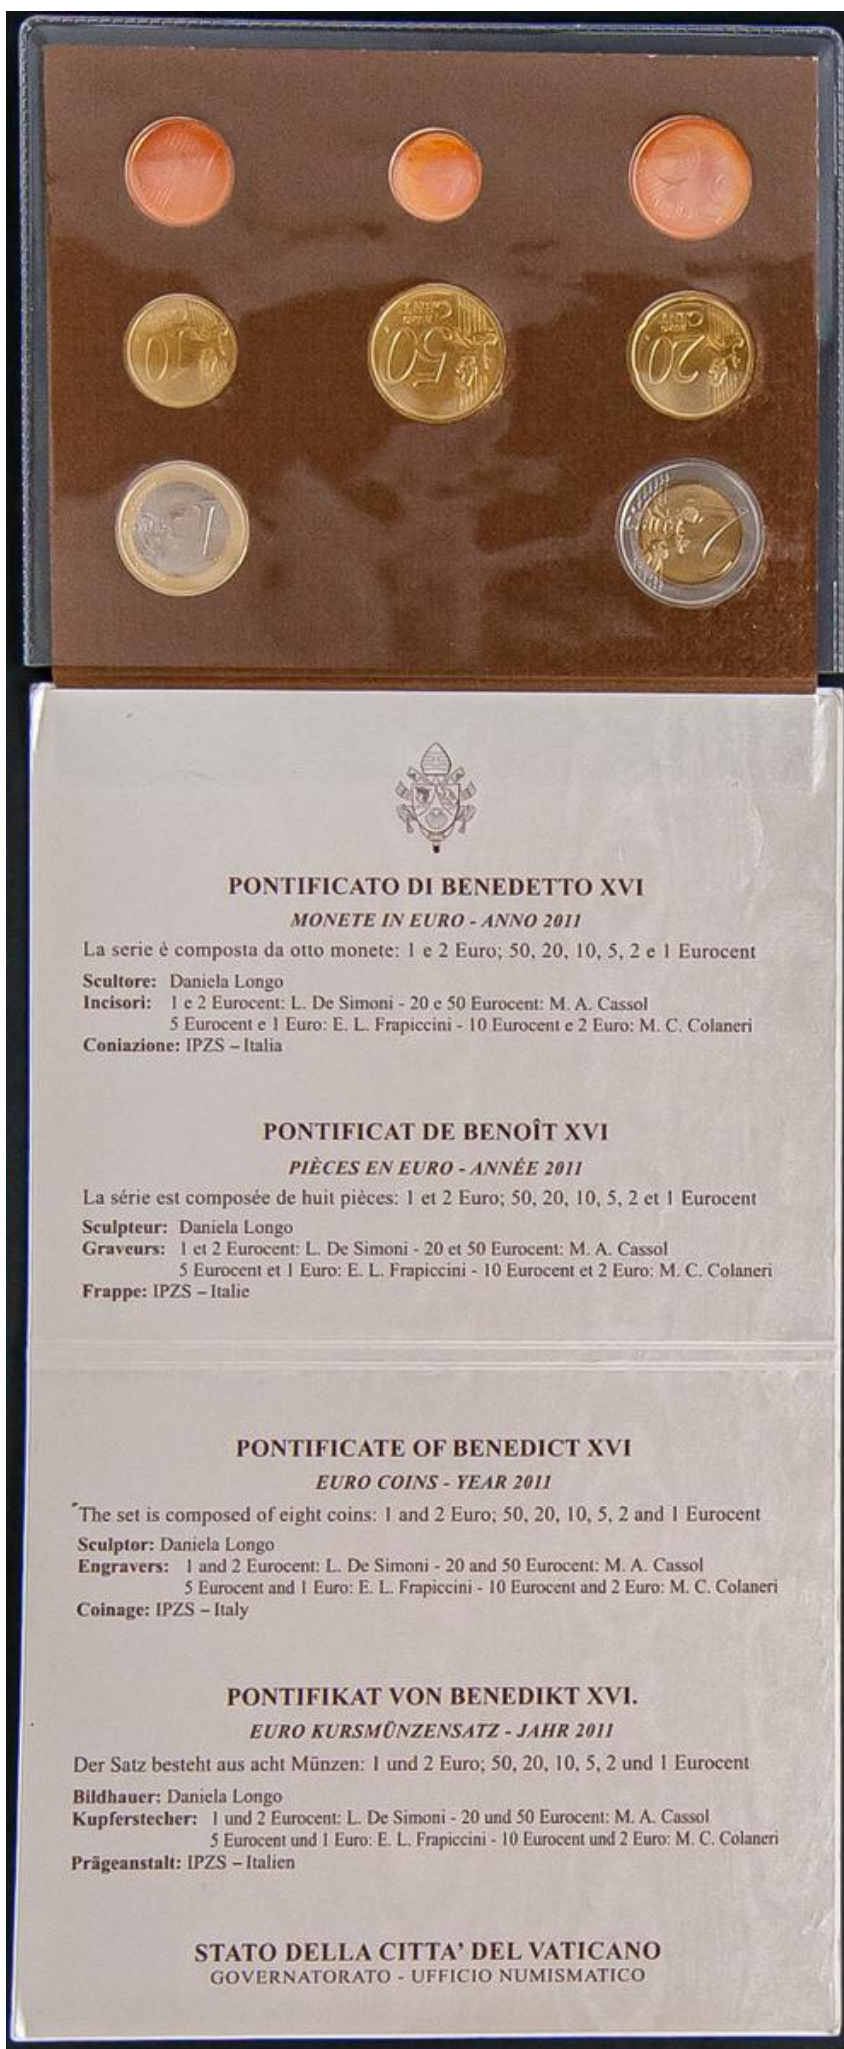 10
EURO
CENT
50
EURO
CENT
20
EURO
CENT
1
2
PONTIFICATO DI BENEDETTO XVI
MONETE IN EURO - ANNO 2011
La serie è composta da otto monete: 1 e 2 Euro; 50, 20, 10, 5, 2 e 1 Eurocent
Scultore: Daniela Longo
Incisori: 1 e 2 Eurocent: L. De Simoni - 20 e 50 Eurocent: M. A. Cassol
5 Eurocent e 1 Euro: E. L. Frapiccini - 10 Eurocent e 2 Euro: M. C. Colaneri
Coniazione: IPZS – Italia
PONTIFICAT DE BENOÎT XVI
PIÈCES EN EURO - ANNÉE 2011
La série est composée de huit pièces: 1 et 2 Euro; 50, 20, 10, 5, 2 et 1 Eurocent
Sculpteur: Daniela Longo
Graveurs: 1 et 2 Eurocent: L. De Simoni - 20 et 50 Eurocent: M. A. Cassol
5 Eurocent et 1 Euro: E. L. Frapiccini - 10 Eurocent et 2 Euro: M. C. Colaneri
Frappe: IPZS – Italie
PONTIFICATE OF BENEDICT XVI
EURO COINS - YEAR 2011
The set is composed of eight coins: 1 and 2 Euro; 50, 20, 10, 5, 2 and 1 Eurocent
Sculptor: Daniela Longo
Engravers: 1 and 2 Eurocent: L. De Simoni - 20 and 50 Eurocent: M. A. Cassol
5 Eurocent and 1 Euro: E. L. Frapiccini - 10 Eurocent and 2 Euro: M. C. Colaneri
Coinage: IPZS – Italy
PONTIFIKAT VON BENEDIKT XVI.
EURO KURSMÜNZENSATZ - JAHR 2011
Der Satz besteht aus acht Münzen: 1 und 2 Euro; 50, 20, 10, 5, 2 und 1 Eurocent
Bildhauer: Daniela Longo
Kupferstecher: 1 und 2 Eurocent: L. De Simoni - 20 und 50 Eurocent: M. A. Cassol
5 Eurocent und 1 Euro: E. L. Frapiccini - 10 Eurocent und 2 Euro: M. C. Colaneri
Prägeanstalt: IPZS – Italien
STATO DELLA CITTA' DEL VATICANO
GOVERNATORATO - UFFICIO NUMISMATICO